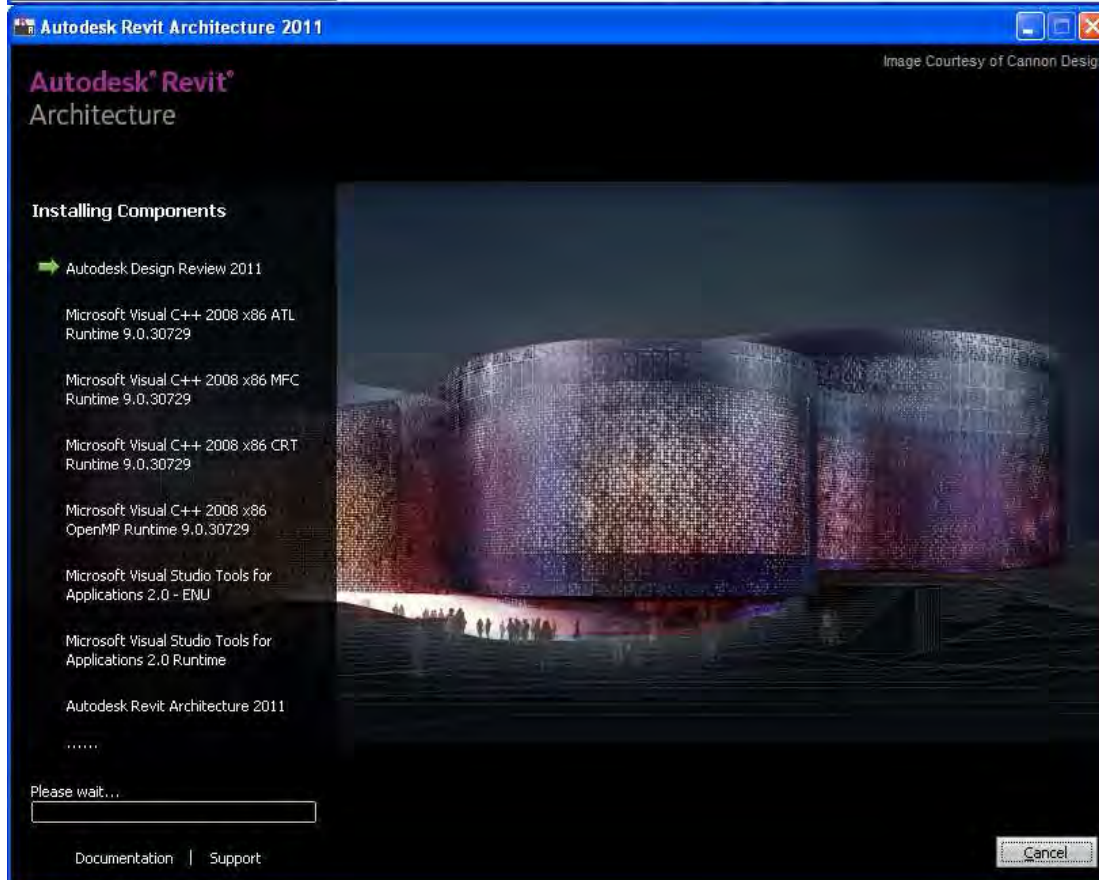 Autodesk Revit Architecture 2011
Image Courtesy of Cannon Desig
Autodesk® Revit®
Architecture
Installing Components
Autodesk Design Review 2011
Microsoft Visual C++ 2008 x86 ATL
Runtime 9.0.30729
Microsoft Visual C++ 2008 x86 MFC
Runtime 9.0.30729
Microsoft Visual C++ 2008 x86 CRT
Runtime 9.0.30729
Microsoft Visual C++ 2008 x86
OpenMP Runtime 9.0.30729
Microsoft Visual Studio Tools for
Applications 2.0 - ENU
Microsoft Visual Studio Tools for
Applications 2.0 Runtime
Autodesk Revit Architecture 2011
......
Please wait...
Documentation | Support
Cancel